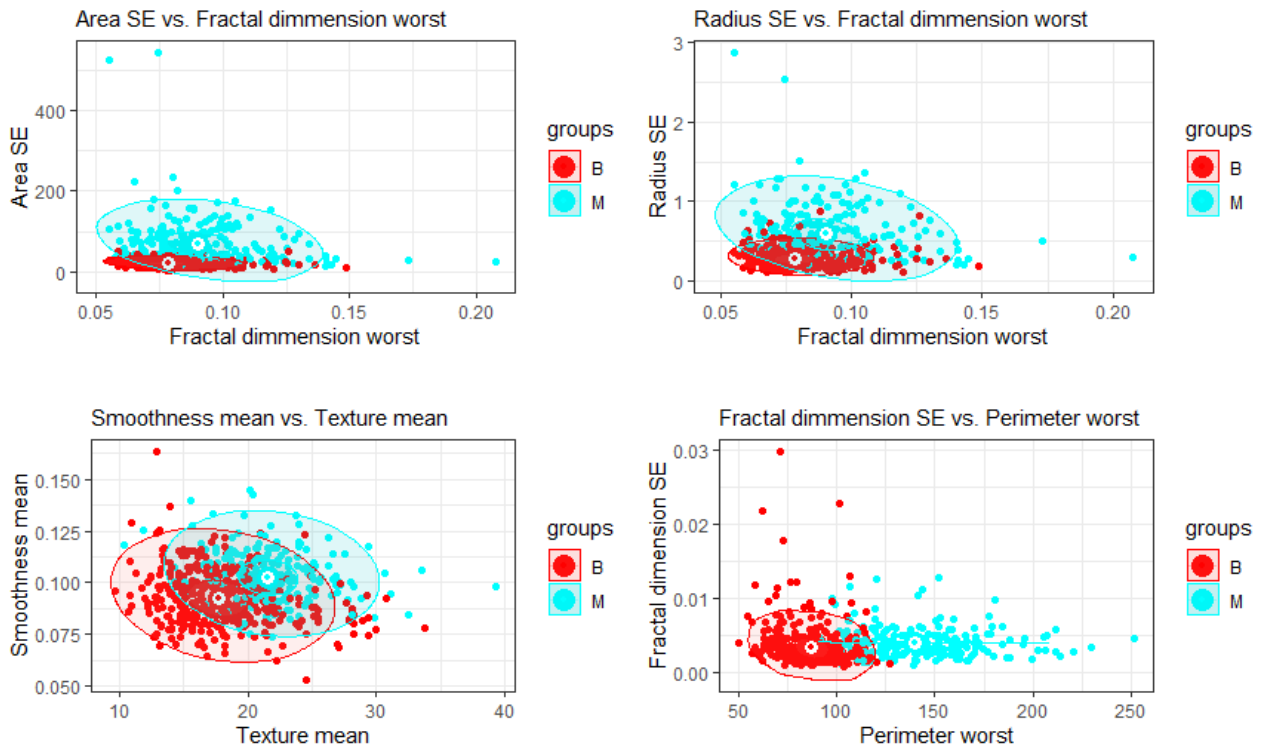 Area SE vs. Fractal dimmension worst
Area SE
400
200
0
0.05 0.10 0.15 0.20
Fractal dimmension worst
groups
B
M
Radius SE vs. Fractal dimmension worst
Radius SE
3
2
1
0
0.05 0.10 0.15 0.20
Fractal dimmension worst
groups
B
M
Smoothness mean vs. Texture mean
Smoothness mean
0.150
0.125
0.100
0.075
0.050
10 20 30 40
Texture mean
groups
B
M
Fractal dimmension SE vs. Perimeter worst
Fractal dimension SE
0.03
0.02
0.01
0.00
50 100 150 200 250
Perimeter worst
groups
B
M